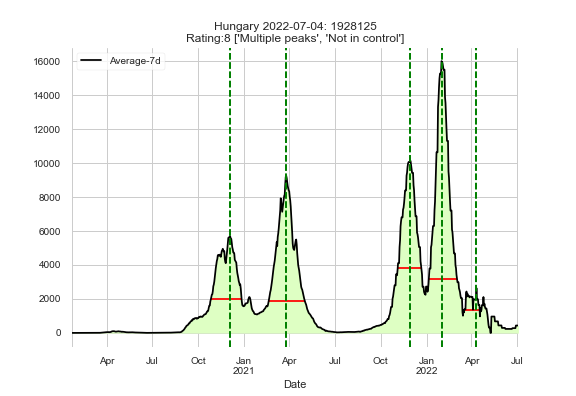 Hungary 2022-07-04: 1928125
Rating:8 ['Multiple peaks', 'Not in control']
Average-7d
16000
14000
12000
10000
8000
6000
4000
2000
0
Apr Jul Oct Jan Apr Jul Oct Jan Apr Jul
2021 2022
Date